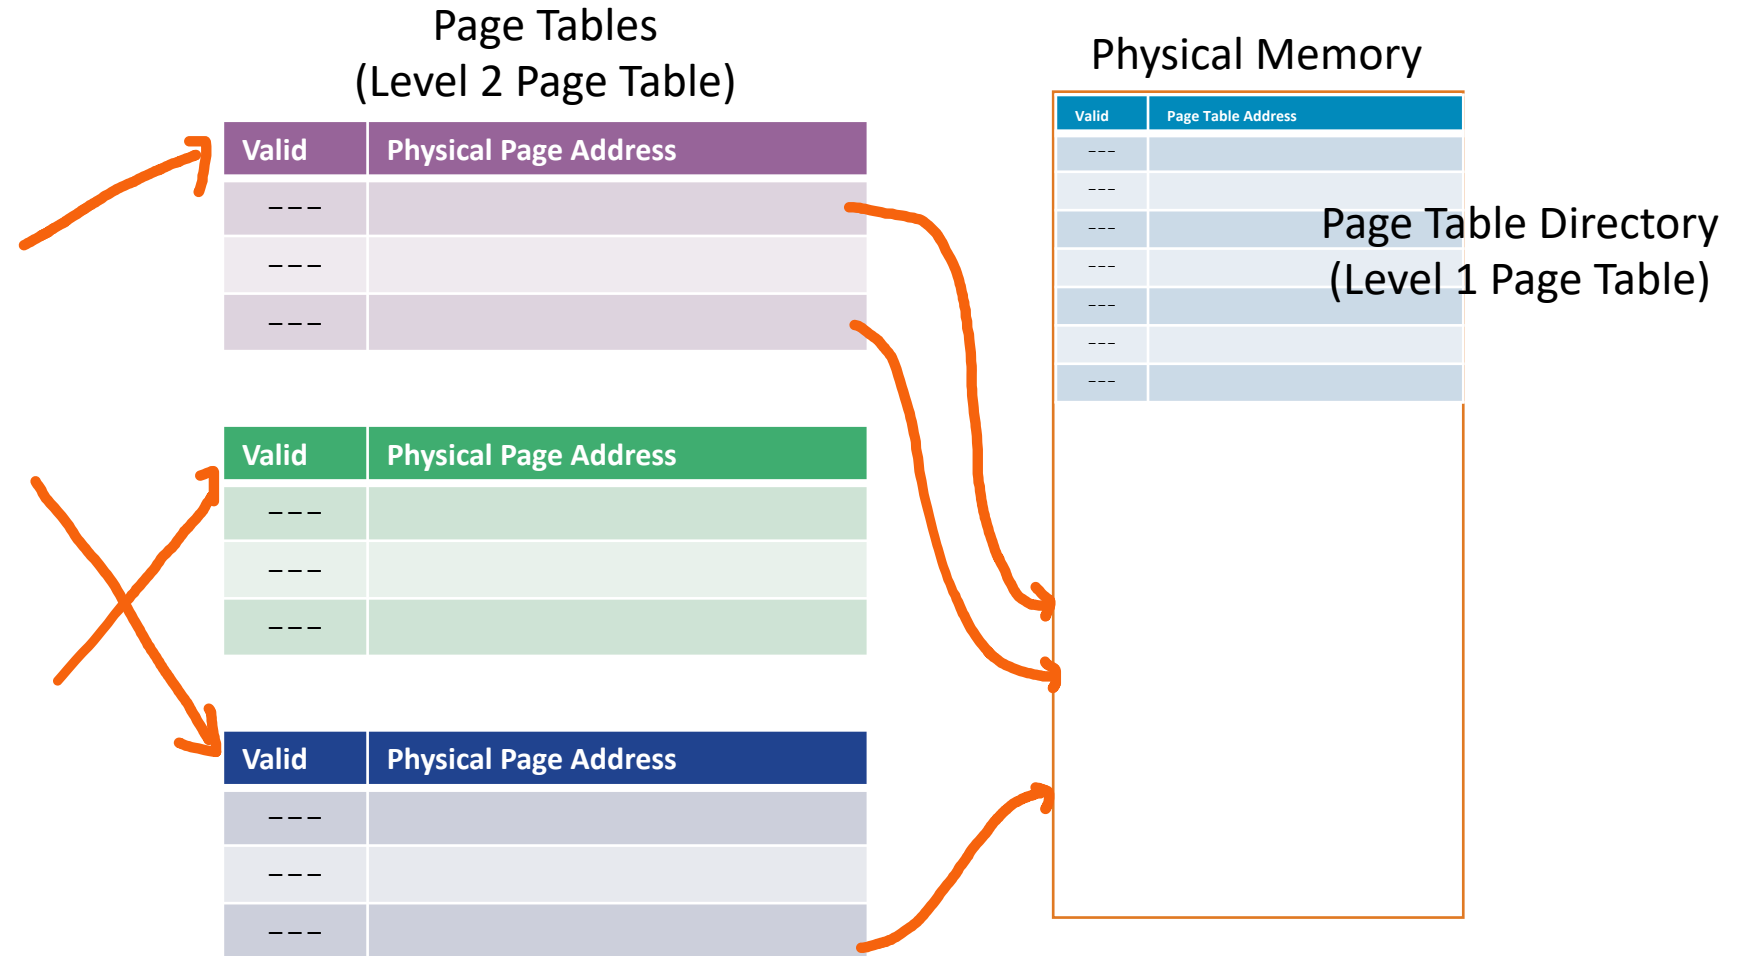 Page Tables
(Level 2 Page Table)
Valid Physical Page Address
---
---
---
Valid Physical Page Address
---
---
---
Valid Physical Page Address
---
---
---
Physical Memory
Valid Page Table Address
---
---
---
---
---
---
---
Page Table Directory
(Level 1 Page Table)